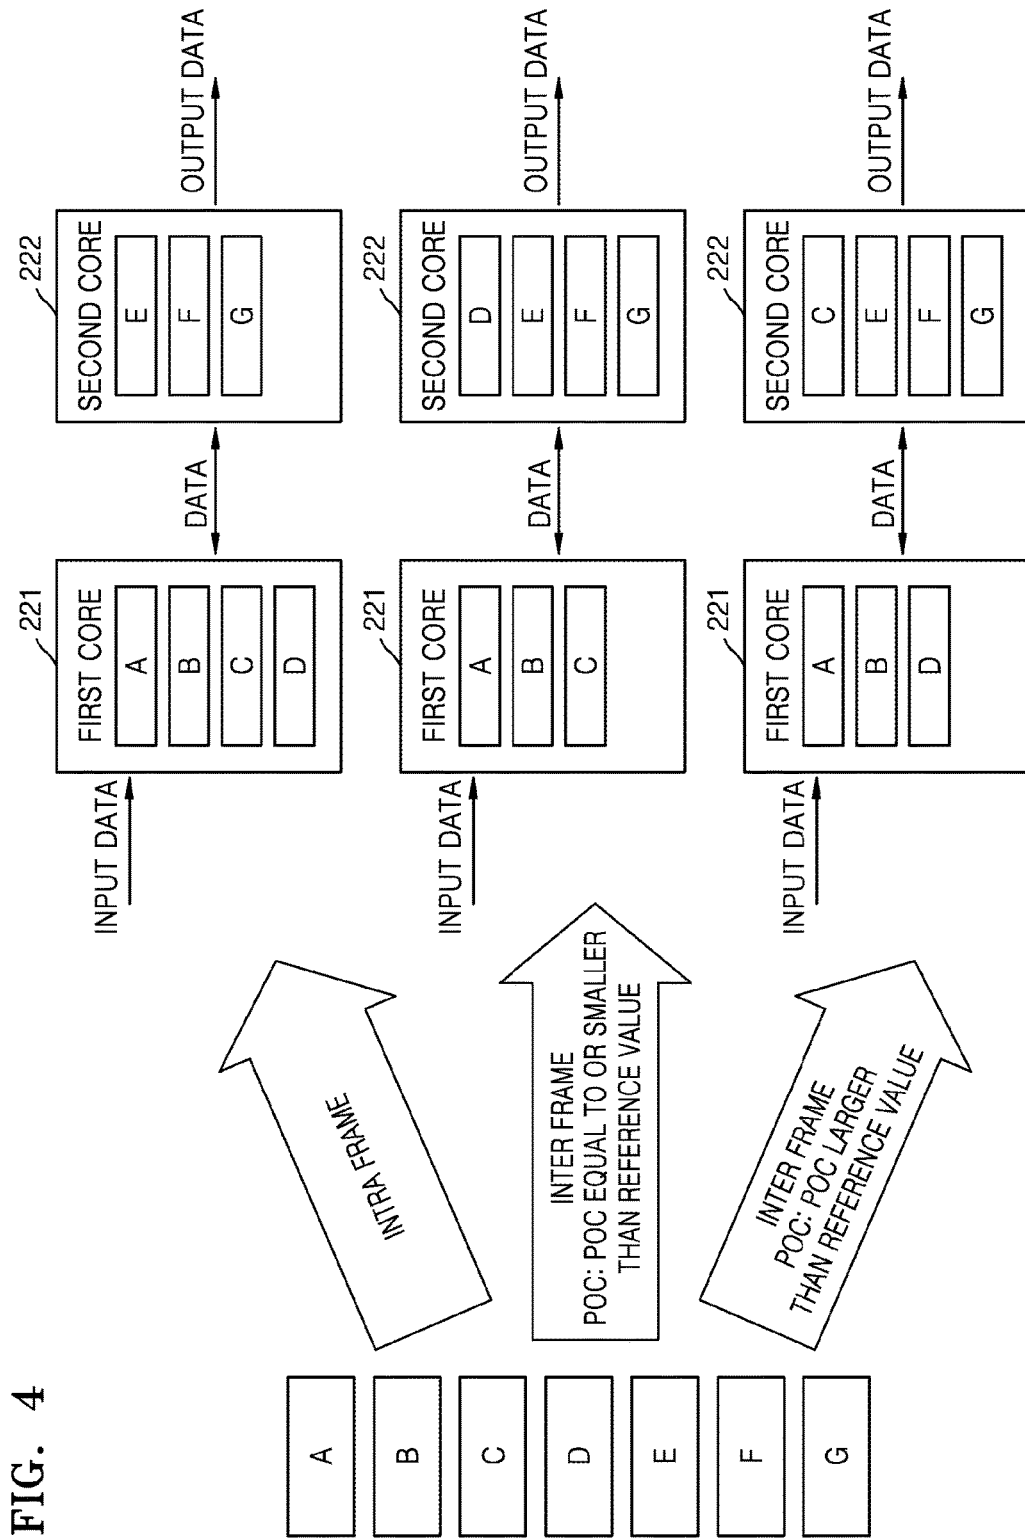 FIG. 4
A
B
C
D
E
F
G
INTRA FRAME
INTER FRAME
POC: POC EQUAL TO OR SMALLER
THAN REFERENCE VALUE
INTER FRAME
POC: POC LARGER
THAN REFERENCE VALUE
INPUT DATA
221
FIRST CORE
A
B
C
D
DATA
222
SECOND CORE
E
F
G
OUTPUT DATA
INPUT DATA
221
FIRST CORE
A
B
C
DATA
222
SECOND CORE
D
E
F
G
OUTPUT DATA
INPUT DATA
221
FIRST CORE
A
B
D
DATA
222
SECOND CORE
C
E
F
G
OUTPUT DATA